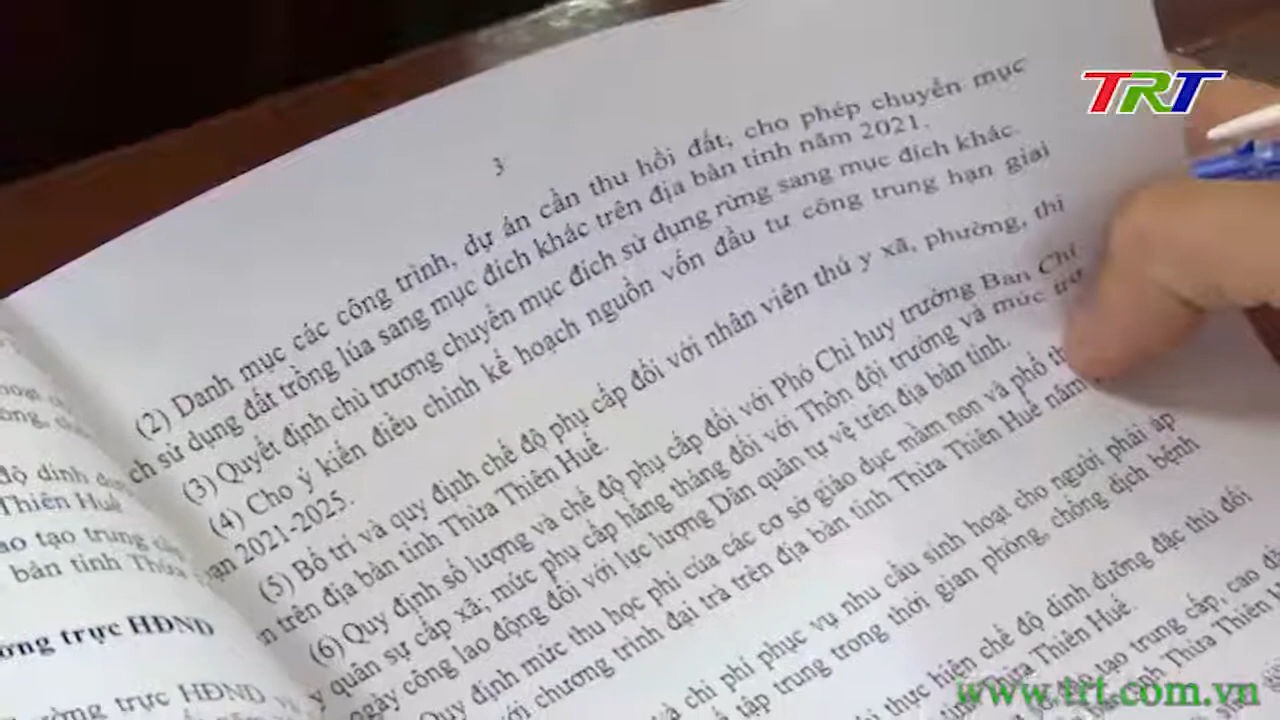 TRT
3
(2) Danh mục các công trình, dự án cần thu hồi đất; cho phép chuyển mục
ch sử dụng đất trồng lúa sang mục đích khác trên địa bàn tỉnh năm 2021.
(3) Quyết định chủ trương chuyển mục đích sử dụng rừng sang mục đích khác.
(4) Cho ý kiến điều chỉnh kế hoạch nguồn vốn đầu tư công trung hạn giai
oạn 2021-2025.
(5) Bố trí và quy định chế độ phụ cấp đối với nhân viên thú y xã, phường, thị
n trên địa bàn tỉnh Thừa Thiên Huế.
(6) Quy định số lượng và chế độ phụ cấp đối với Phó Chỉ huy trưởng Ban Chỉ
y quân sự cấp xã; mức phụ cấp hàng tháng đối với Thôn đội trưởng và mức trợ
gày công lao động đối với lực lượng Dân quân tự vệ trên địa bàn tỉnh.
Quy định mức thu học phí của các cơ sở giáo dục mầm non và phổ th
với chương trình đại trà trên địa bàn tỉnh Thừa Thiên Huế năm
và chi phí phục vụ nhu cầu sinh hoạt cho người phải áp
tập trung trong thời gian phòng, chống dịch bệnh
thực hiện chế độ dinh dưỡng đặc thù đối
Thừa Thiên Huế.
tạo trung cấp, cao đẳ
Thừa Thiên H
độ dinh dư
Thiên Huế
ao tạo trung cấp
bàn tỉnh Thừa
ường trực HĐND
ường trực HĐND
www.trt.com.vn